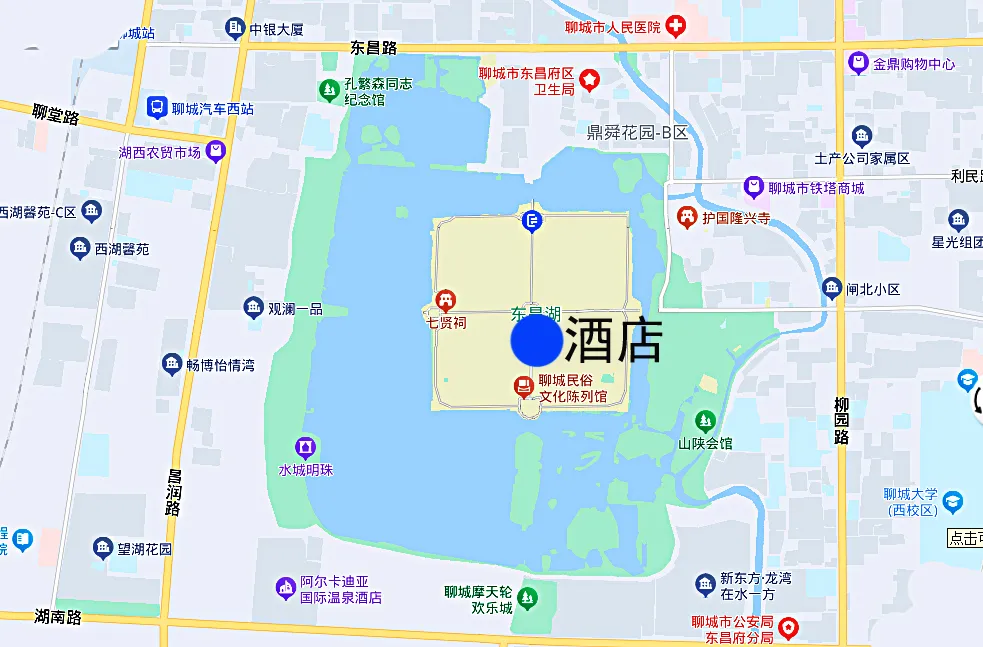 聊城站
中银大厦
东昌路
聊城市人民医院
金鼎购物中心
孔繁森同志
纪念馆
聊城市东昌府区
卫生局
聊堂路
聊城汽车西站
鼎舜花园-B区
湖西农贸市场
土产公司家属区
利民路
聊城市铁塔商城
西湖馨苑-C区
护国隆兴寺
西湖馨苑
星光组团
闸北小区
观澜一品
七贤祠
东昌湖
酒店
畅博怡情湾
聊城民俗
文化陈列馆
柳园路
山陕会馆
水城明珠
昌润路
聊城大学
(西校区)
望湖花园
点击可
阿尔卡迪亚
国际温泉酒店
聊城摩天轮
欢乐城
新东方·龙湾
在水一方
湖南路
聊城市公安局
东昌府分局